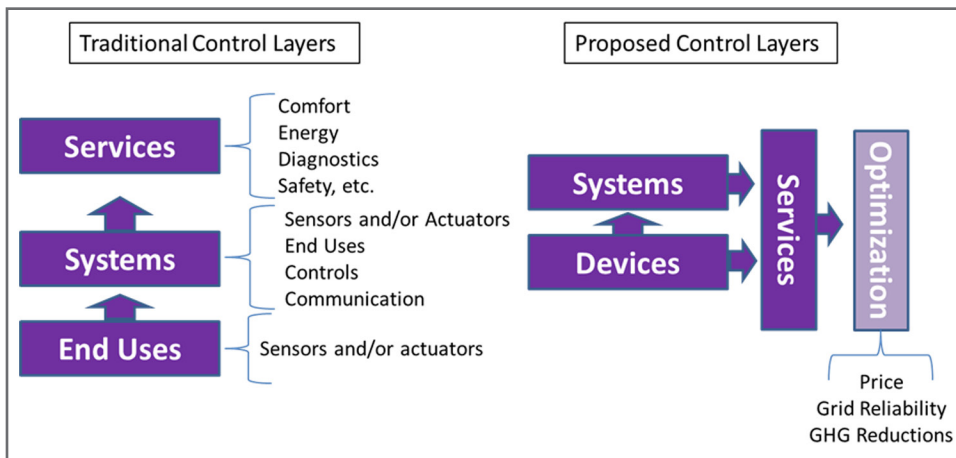 Traditional Control Layers
Services
Comfort
Energy
Diagnostics
Safety, etc.
Systems
Sensors and/or Actuators
End Uses
Controls
Communication
End Uses
Sensors and/or actuators
Proposed Control Layers
Systems
Devices
Services
Optimization
Price
Grid Reliability
GHG Reductions